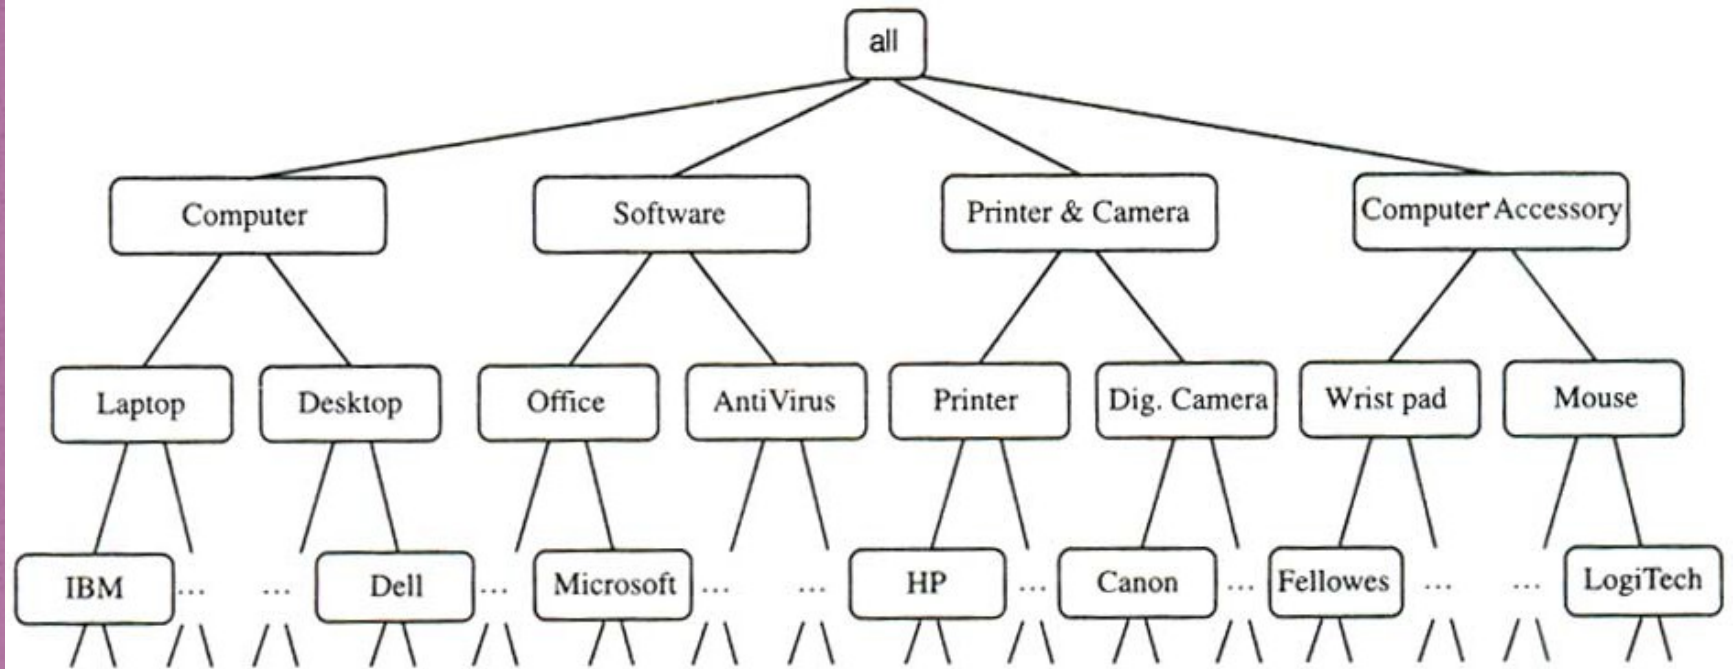 all
Computer
Software
Printer & Camera
Computer Accessory
Laptop
Desktop
Office
AntiVirus
Printer
Dig. Camera
Wrist pad
Mouse
IBM
...
...
Dell
...
Microsoft
...
...
HP
...
Canon
...
Fellowes
...
...
LogiTech